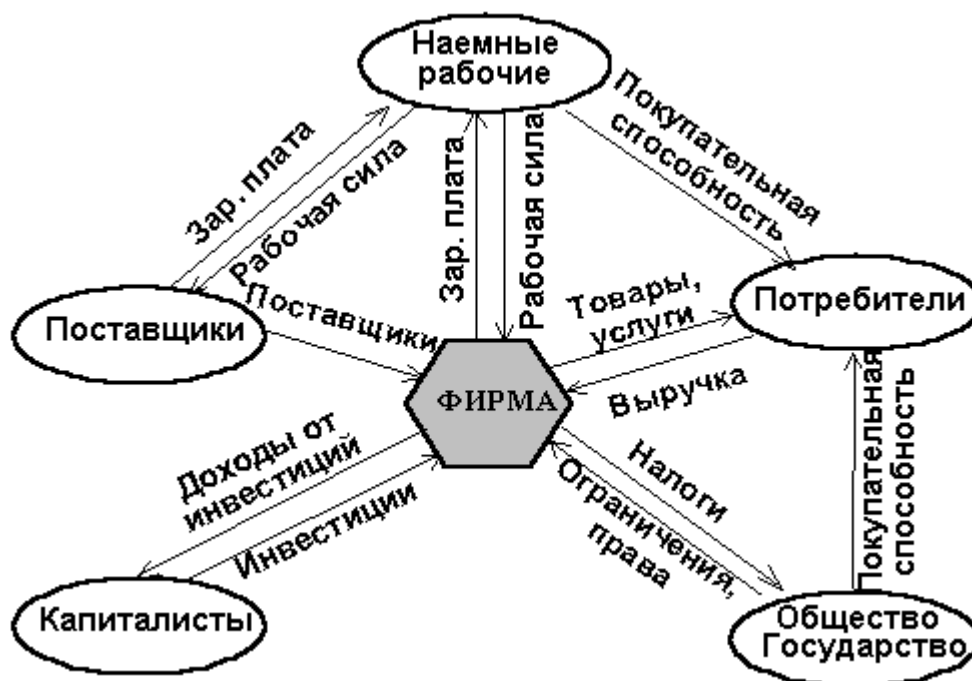 Наемные
рабочие
Покупательная
способность
Зар. плата
Рабочая сила
Зар. плата
Рабочая сила
Поставщики
Поставщики
Товары,
услуги
Потребители
ФИРМА
Выручка
Покупательная
способность
Доходы от
инвестиций
Инвестиции
Налоги
Ограничения,
права
Капиталисты
Общество
Государство